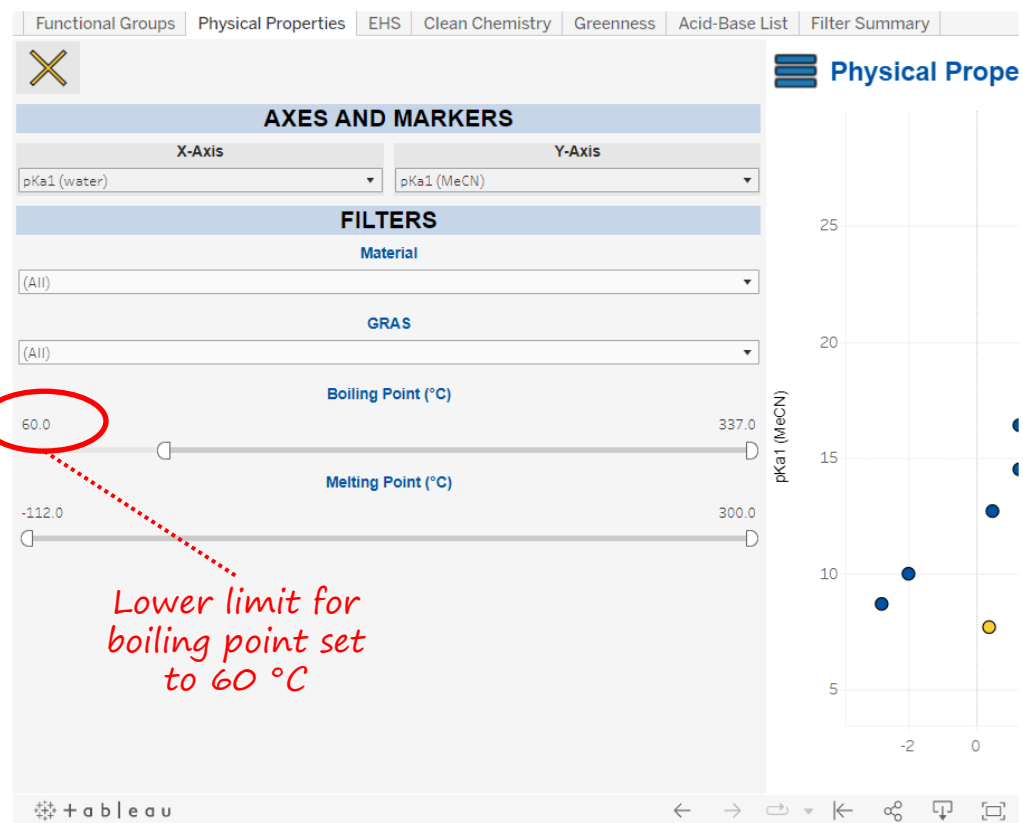 Functional Groups Physical Properties EHS Clean Chemistry Greenness Acid-Base List Filter Summary
Physical Prope
AXES AND MARKERS
X-Axis Y-Axis
pKa1 (water) pKa1 (MeCN)
FILTERS
Material
(All)
GRAS
(All)
Boiling Point (°C)
60.0 337.0
Melting Point (°C)
-112.0 300.0
Lower limit for
boiling point set
to 60 °C
pKa1 (MeCN)
25
20
15
10
5
-2 0
+ableau